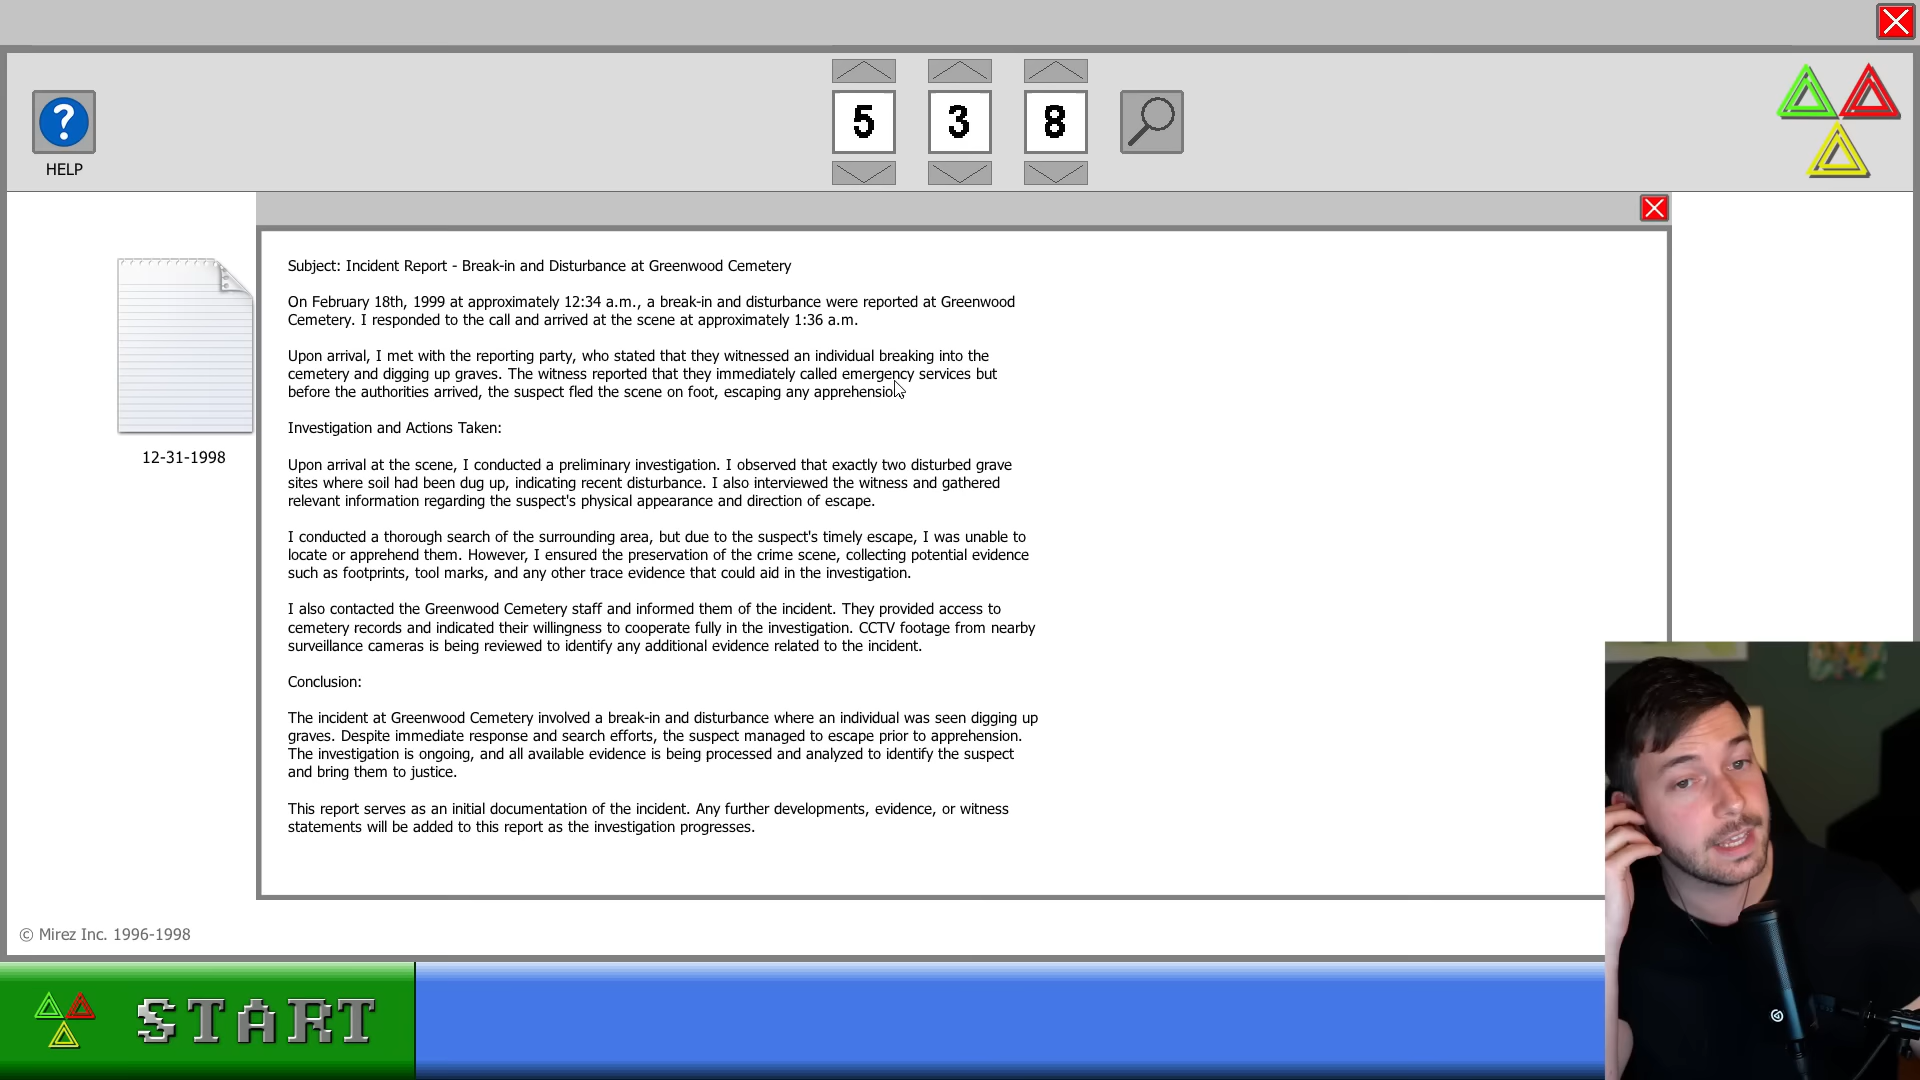 HELP
5 3 8
12-31-1998
Subject: Incident Report - Break-in and Disturbance at Greenwood Cemetery
On February 18th, 1999 at approximately 12:34 a.m., a break-in and disturbance were reported at Greenwood
Cemetery. I responded to the call and arrived at the scene at approximately 1:36 a.m.
Upon arrival, I met with the reporting party, who stated that they witnessed an individual breaking into the
cemetery and digging up graves. The witness reported that they immediately called emergency services but
before the authorities arrived, the suspect fled the scene on foot, escaping any apprehension.
Investigation and Actions Taken:
Upon arrival at the scene, I conducted a preliminary investigation. I observed that exactly two disturbed grave
sites where soil had been dug up, indicating recent disturbance. I also interviewed the witness and gathered
relevant information regarding the suspect's physical appearance and direction of escape.
I conducted a thorough search of the surrounding area, but due to the suspect's timely escape, I was unable to
locate or apprehend them. However, I ensured the preservation of the crime scene, collecting potential evidence
such as footprints, tool marks, and any other trace evidence that could aid in the investigation.
I also contacted the Greenwood Cemetery staff and informed them of the incident. They provided access to
cemetery records and indicated their willingness to cooperate fully in the investigation. CCTV footage from nearby
surveillance cameras is being reviewed to identify any additional evidence related to the incident.
Conclusion:
The incident at Greenwood Cemetery involved a break-in and disturbance where an individual was seen digging up
graves. Despite immediate response and search efforts, the suspect managed to escape prior to apprehension.
The investigation is ongoing, and all available evidence is being processed and analyzed to identify the suspect
and bring them to justice.
This report serves as an initial documentation of the incident. Any further developments, evidence, or witness
statements will be added to this report as the investigation progresses.
© Mirez Inc. 1996-1998
START